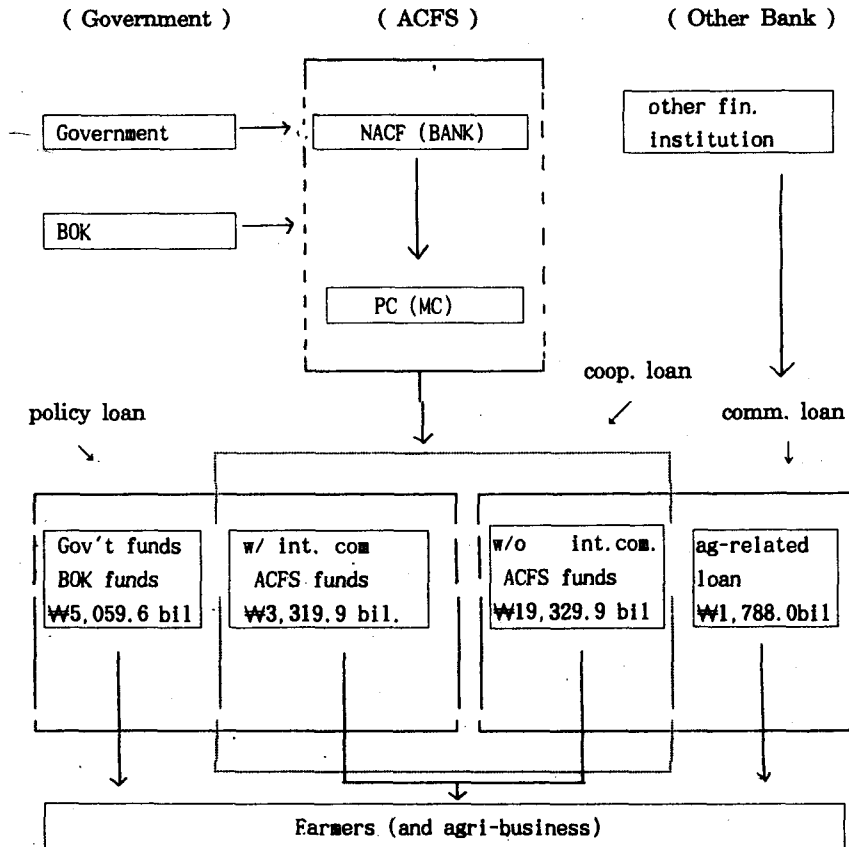 ( Government ) ( ACFS ) ( Other Bank )
Government
NACF (BANK)
other fin.
institution
BOK
PC (MC)
coop. loan
policy loan
comm. loan
Gov't funds
BOK funds
₩5,059.6 bil
w/ int. com
ACFS funds
₩3,319.9 bil.
w/o int.com.
ACFS funds
₩19,329.9 bil
ag-related
loan
₩1,788.0bil
Farmers (and agri-business)